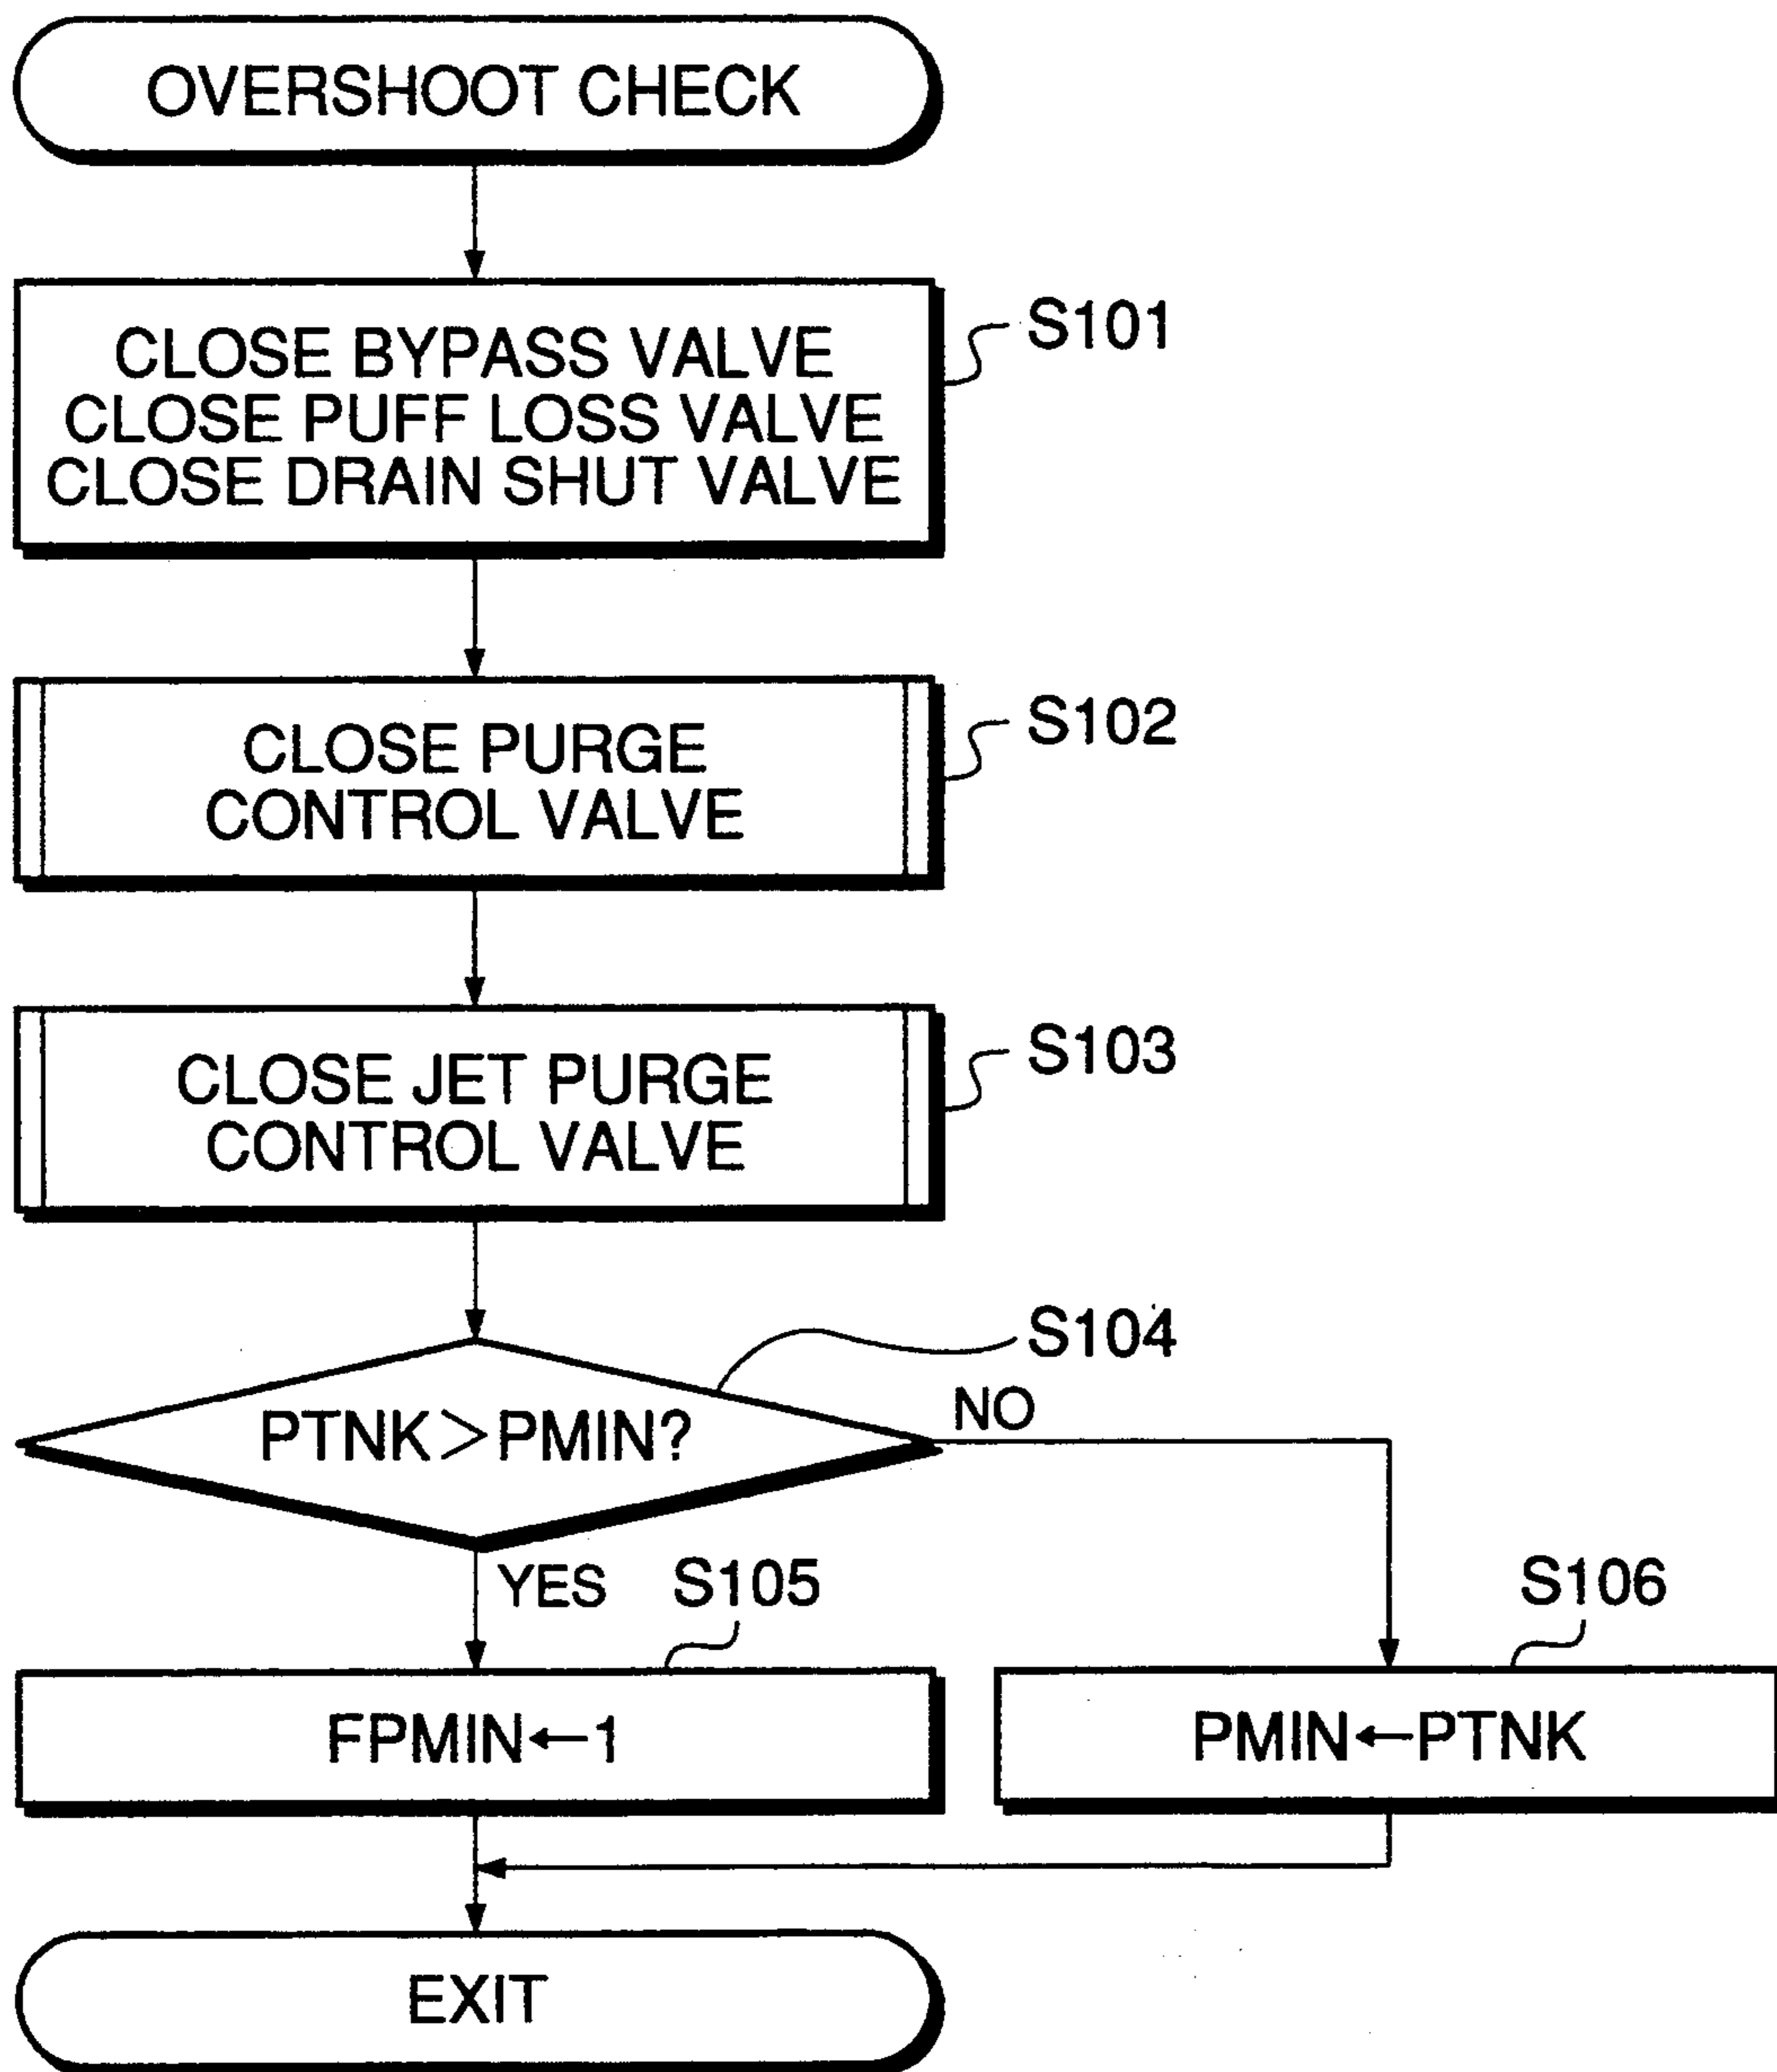 OVERSHOOT CHECK
CLOSE BYPASS VALVE
CLOSE PUFF LOSS VALVE
CLOSE DRAIN SHUT VALVE
S101
CLOSE PURGE
CONTROL VALVE
S102
CLOSE JET PURGE
CONTROL VALVE
S103
S104
PTNK>PMIN?
NO
YES
S105
S106
FPMIN←1
PMIN←PTNK
EXIT